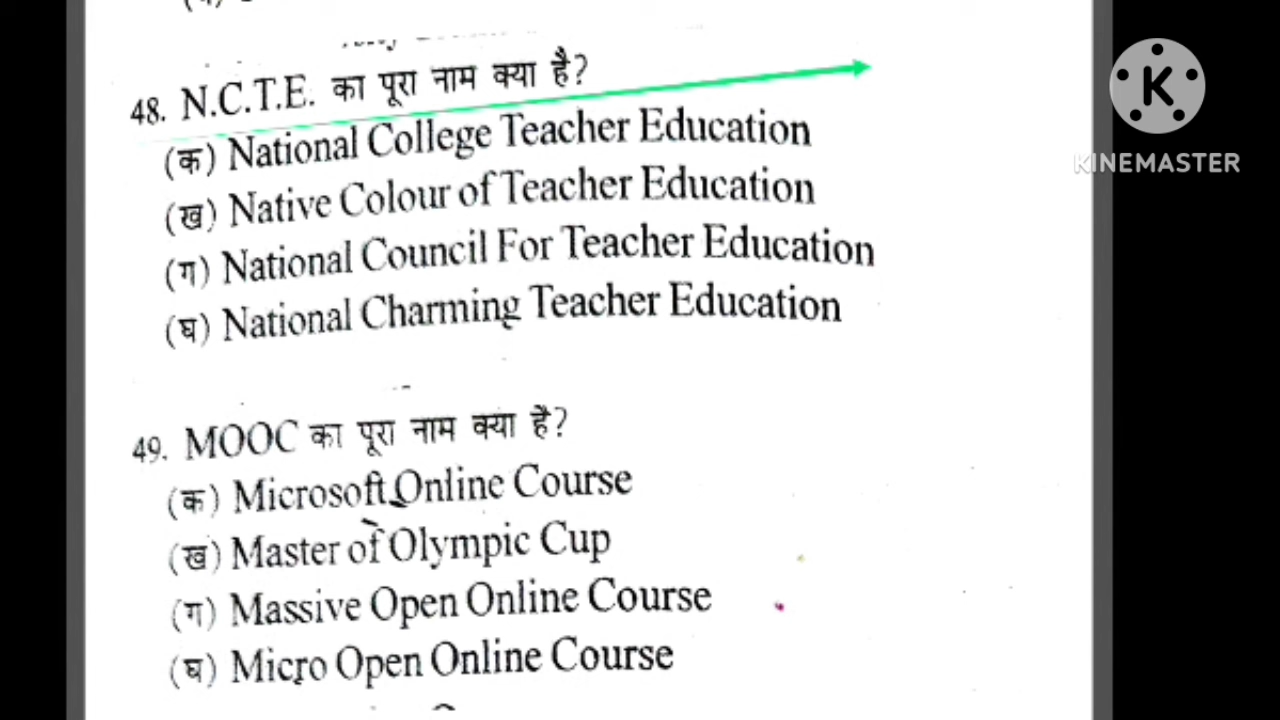 48. N.C.T.E. का पूरा नाम क्या है?
(क) National College Teacher Education
(ख) Native Colour of Teacher Education
(ग) National Council For Teacher Education
(घ) National Charming Teacher Education
49. MOOC का पूरा नाम क्या है?
(क) Microsoft Online Course
(ख) Master of Olympic Cup
(ग) Massive Open Online Course
(घ) Micro Open Online Course
K
KINEMASTER